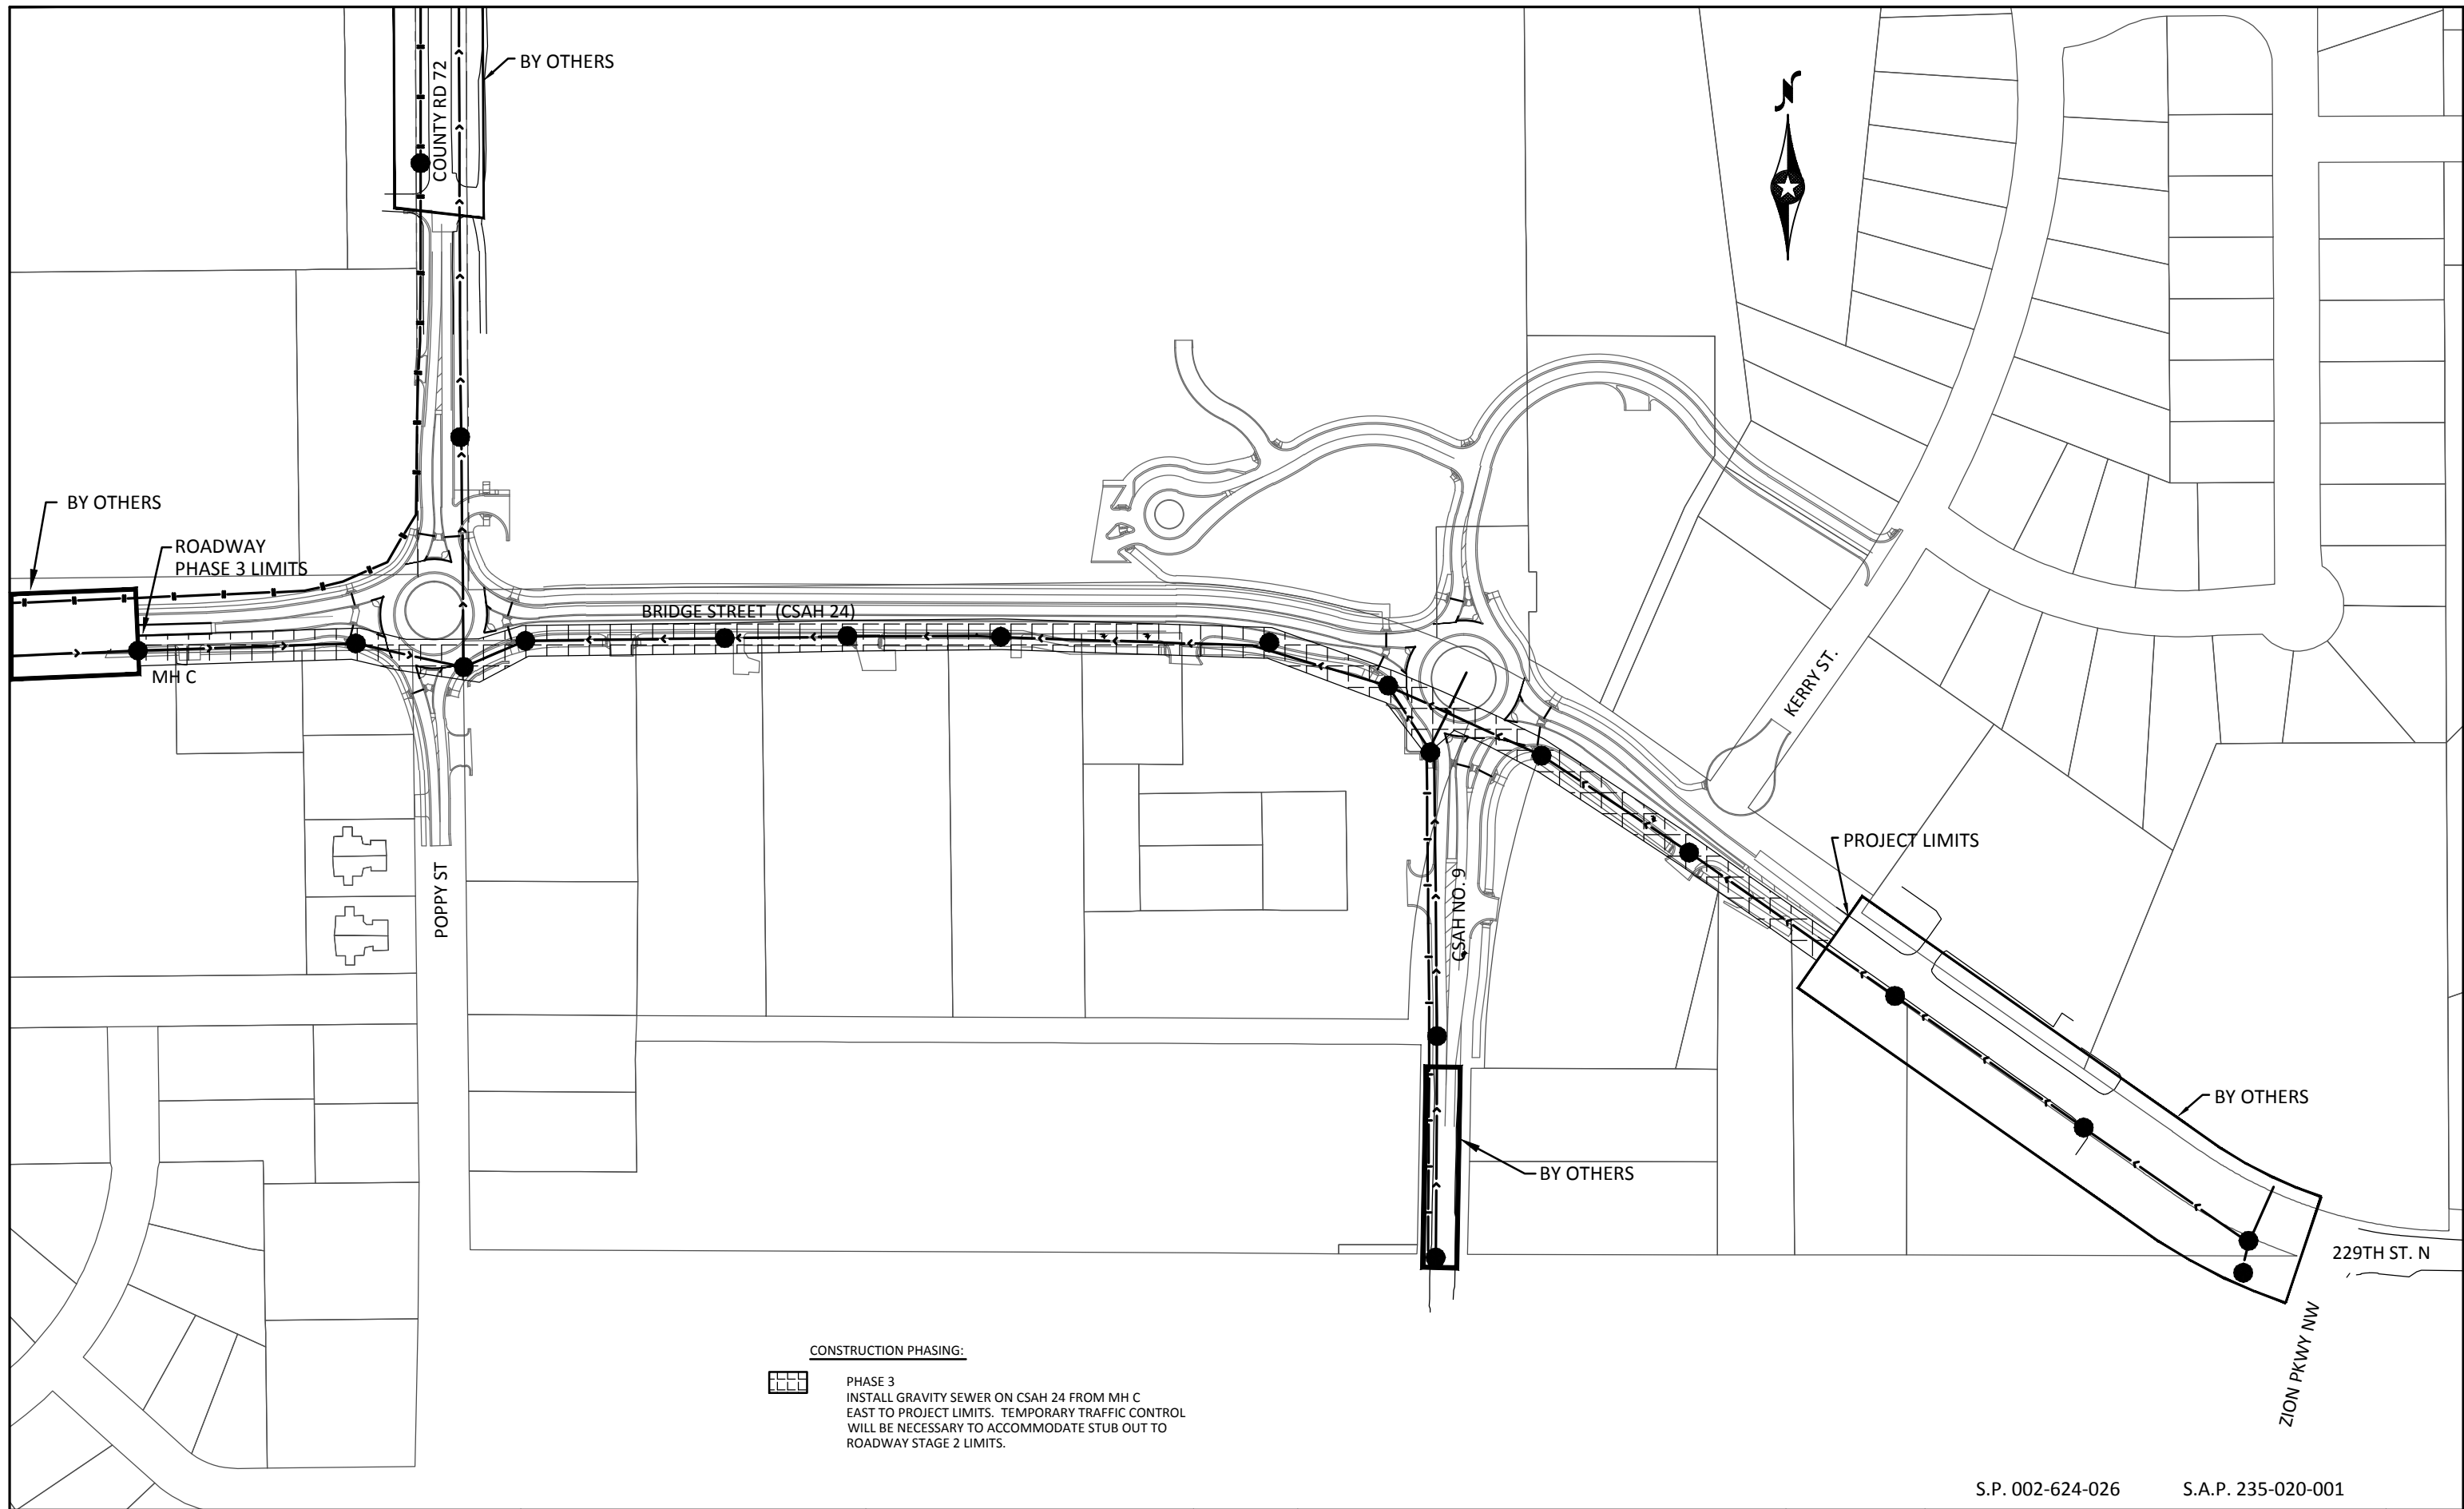 BY OTHERS
COUNTY RD 72
N
BY OTHERS
ROADWAY
PHASE 3 LIMITS
BRIDGE STREET (CSAH 24)
MH C
KERRY ST.
PROJECT LIMITS
POPPY ST
CSAH NO. 9
BY OTHERS
BY OTHERS
229TH ST. N
ZION PKWY NW
CONSTRUCTION PHASING:
PHASE 3
INSTALL GRAVITY SEWER ON CSAH 24 FROM MH C
EAST TO PROJECT LIMITS. TEMPORARY TRAFFIC CONTROL
WILL BE NECESSARY TO ACCOMMODATE STUB OUT TO
ROADWAY STAGE 2 LIMITS.
S.P. 002-624-026 S.A.P. 235-020-001